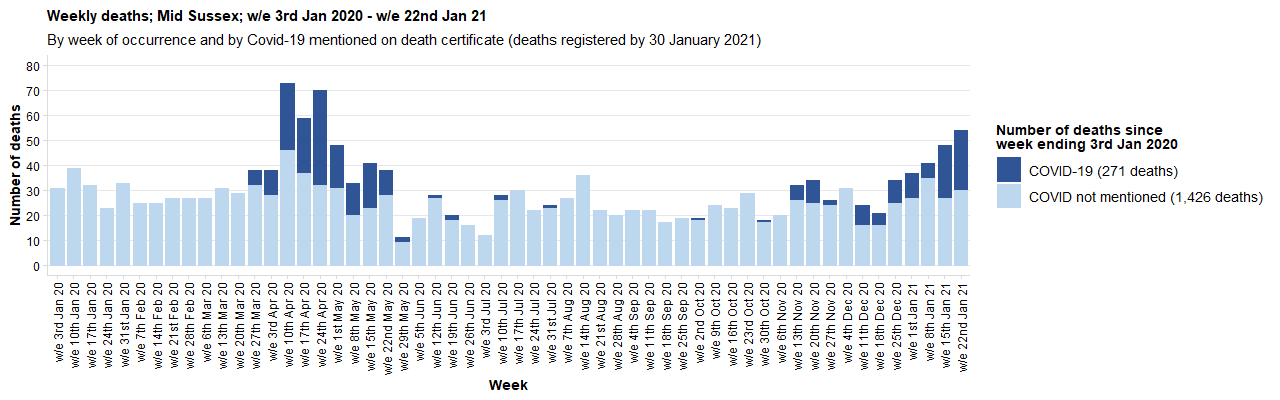 Weekly deaths; Mid Sussex; w/e 3rd Jan 2020 - w/e 22nd Jan 21
By week of occurrence and by Covid-19 mentioned on death certificate (deaths registered by 30 January 2021)
80
70
60
50
40
30
20
10
0
Number of deaths
w/e 3rd Jan 20
w/e 10th Jan 20
w/e 17th Jan 20
w/e 24th Jan 20
w/e 31st Jan 20
w/e 7th Feb 20
w/e 14th Feb 20
w/e 21st Feb 20
w/e 28th Feb 20
w/e 6th Mar 20
w/e 13th Mar 20
w/e 20th Mar 20
w/e 27th Mar 20
w/e 3rd Apr 20
w/e 10th Apr 20
w/e 17th Apr 20
w/e 24th Apr 20
w/e 1st May 20
w/e 8th May 20
w/e 15th May 20
w/e 22nd May 20
w/e 29th May 20
w/e 5th Jun 20
w/e 12th Jun 20
w/e 19th Jun 20
w/e 26th Jun 20
w/e 3rd Jul 20
w/e 10th Jul 20
w/e 17th Jul 20
w/e 24th Jul 20
w/e 31st Jul 20
w/e 7th Aug 20
w/e 14th Aug 20
w/e 21st Aug 20
w/e 28th Aug 20
w/e 4th Sep 20
w/e 11th Sep 20
w/e 18th Sep 20
w/e 25th Sep 20
w/e 2nd Oct 20
w/e 9th Oct 20
w/e 16th Oct 20
w/e 23rd Oct 20
w/e 30th Oct 20
w/e 6th Nov 20
w/e 13th Nov 20
w/e 20th Nov 20
w/e 27th Nov 20
w/e 4th Dec 20
w/e 11th Dec 20
w/e 18th Dec 20
w/e 25th Dec 20
w/e 1st Jan 21
w/e 8th Jan 21
w/e 15th Jan 21
w/e 22nd Jan 21
Week
Number of deaths since
week ending 3rd Jan 2020
COVID-19 (271 deaths)
COVID not mentioned (1,426 deaths)